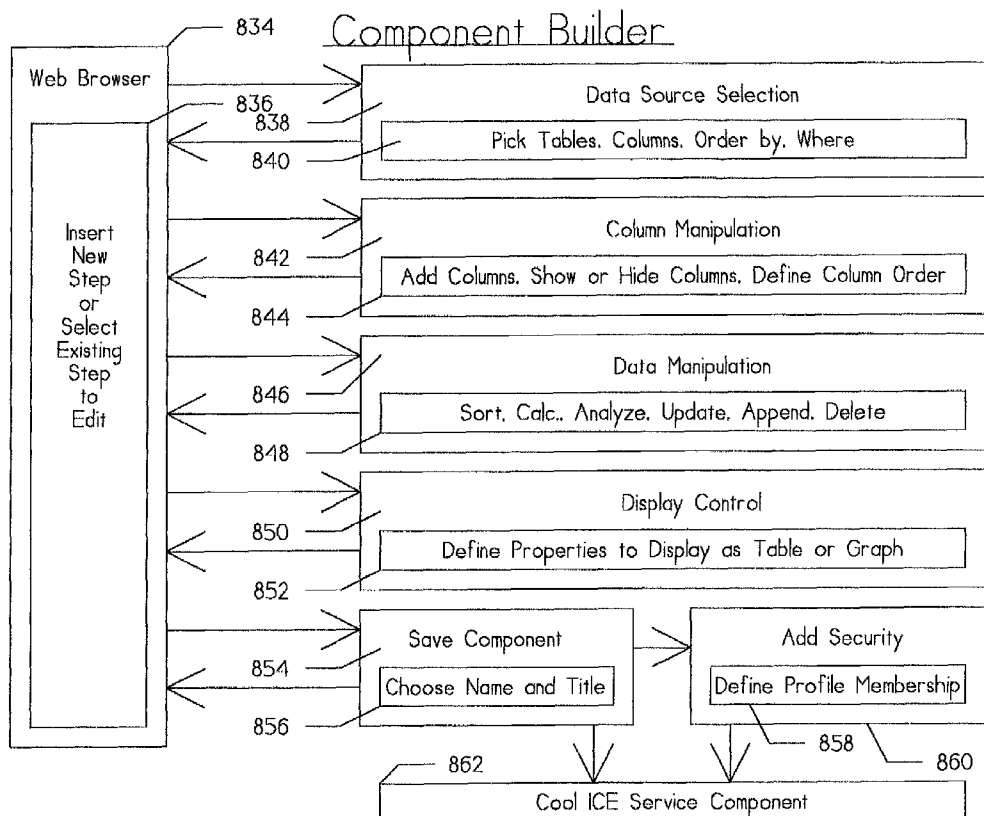 834
Component Builder
Web Browser
836
838
Data Source Selection
840
Pick Tables, Columns, Order by, Where
Insert
New
Step
or
Select
Existing
Step
to
Edit
842
Column Manipulation
844
Add Columns, Show or Hide Columns, Define Column Order
846
Data Manipulation
848
Sort, Calc., Analyze, Update, Append, Delete
850
Display Control
852
Define Properties to Display as Table or Graph
854
Save Component
856
Choose Name and Title
Add Security
Define Profile Membership
858
860
862
Cool ICE Service Component